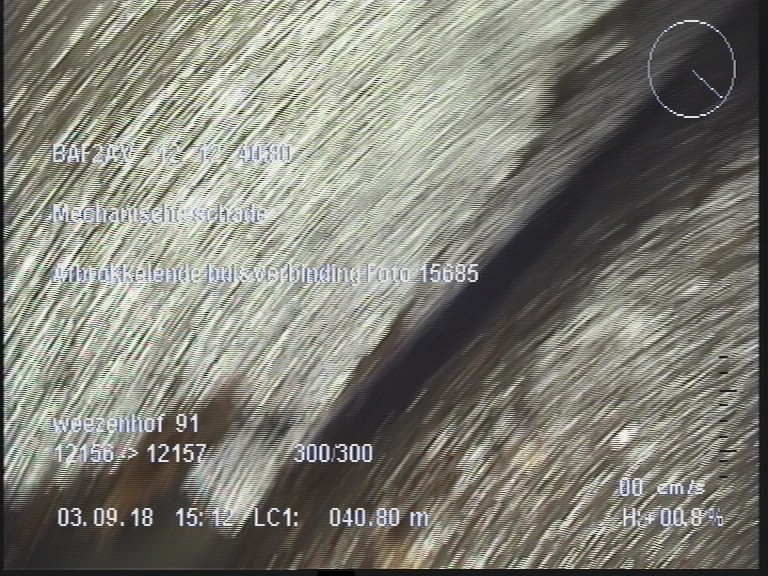 BAF2AX 12 12 40.80
Mechanische schade
Afbrokkelende buisverbinding Foto 15685
weezenhof 91
12156 -> 12157 300/300
00 cm/s
03.09.18 15:12 LC1: 040.80 m H:+00.8%